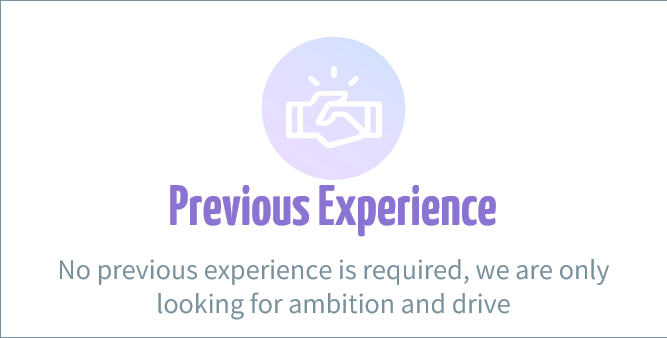 Previous Experience
No previous experience is required, we are only
looking for ambition and drive